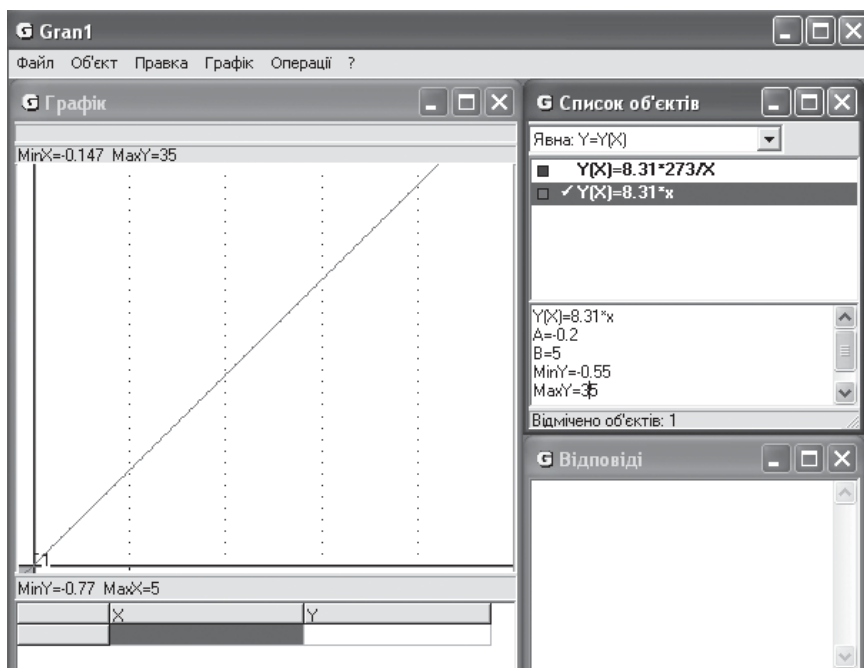 Gran1
Файл Об'єкт Правка Графік Операції ?
Графік
MinX=-0.147 MaxY=35
1
MinY=-0.77 MaxX=5
X Y
Список об'єктів
Явна: Y=Y(X)
Y(X)=8.31*273/X
✓ Y(X)=8.31*x
Y(X)=8.31*x
A=-0.2
B=5
MinY=-0.55
MaxY=35
Відмічено об'єктів: 1
Відповіді